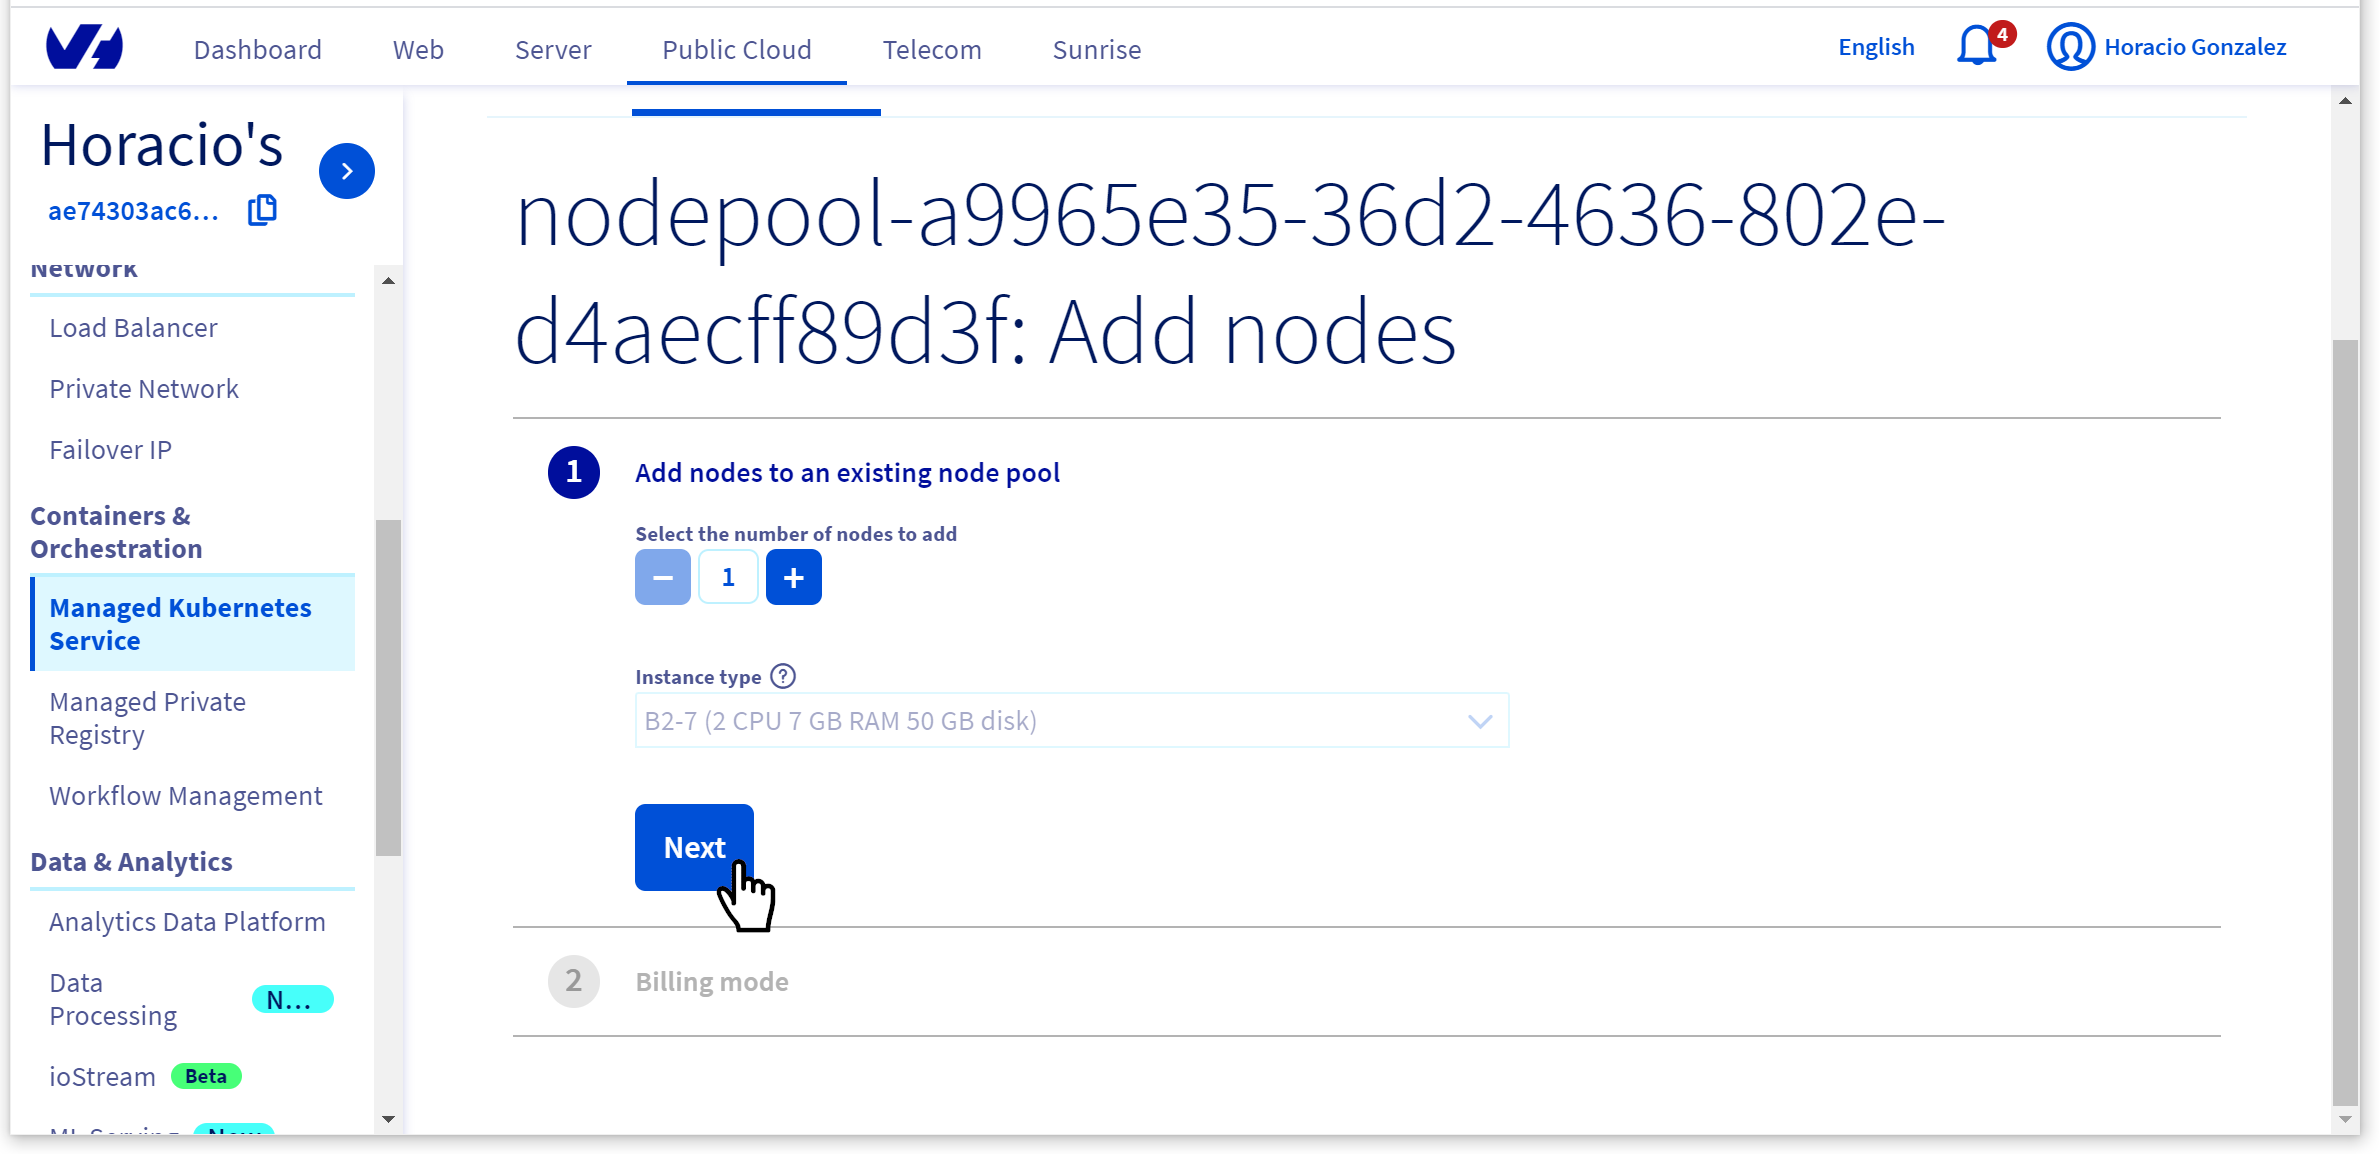 Dashboard Web Server Public Cloud Telecom Sunrise English 4 Horacio Gonzalez
Horacio's
ae74303ac6...
Network
Load Balancer
Private Network
Failover IP
Containers &
Orchestration
Managed Kubernetes
Service
Managed Private
Registry
Workflow Management
Data & Analytics
Analytics Data Platform
Data
Processing
N...
ioStream Beta
ML Serving New
nodepool-a9965e35-36d2-4636-802e-
d4aecff89d3f: Add nodes
1 Add nodes to an existing node pool
Select the number of nodes to add
− 1 +
Instance type ?
B2-7 (2 CPU 7 GB RAM 50 GB disk)
Next
2 Billing mode